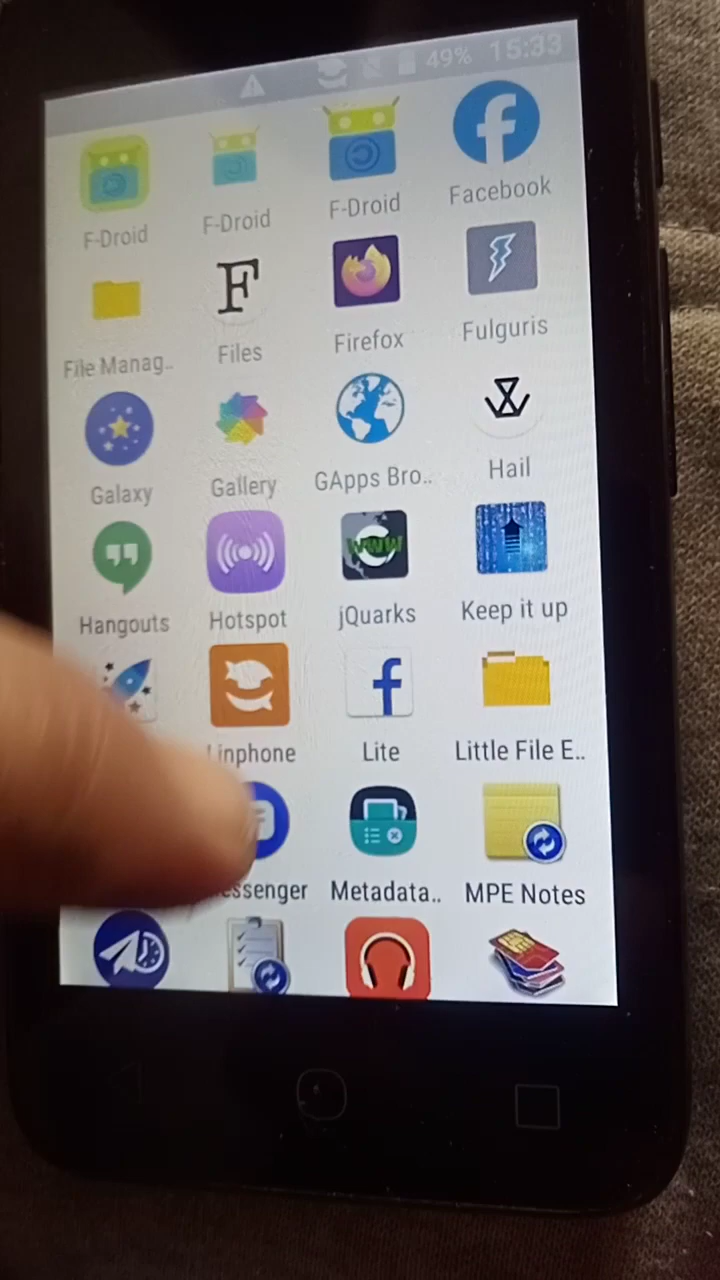 49% 15:33
F-Droid F-Droid F-Droid Facebook
File Manag.. Files Firefox Fulguris
Galaxy Gallery GApps Bro.. Hail
Hangouts Hotspot jQuarks Keep it up
Linphone Lite Little File E..
essenger Metadata.. MPE Notes